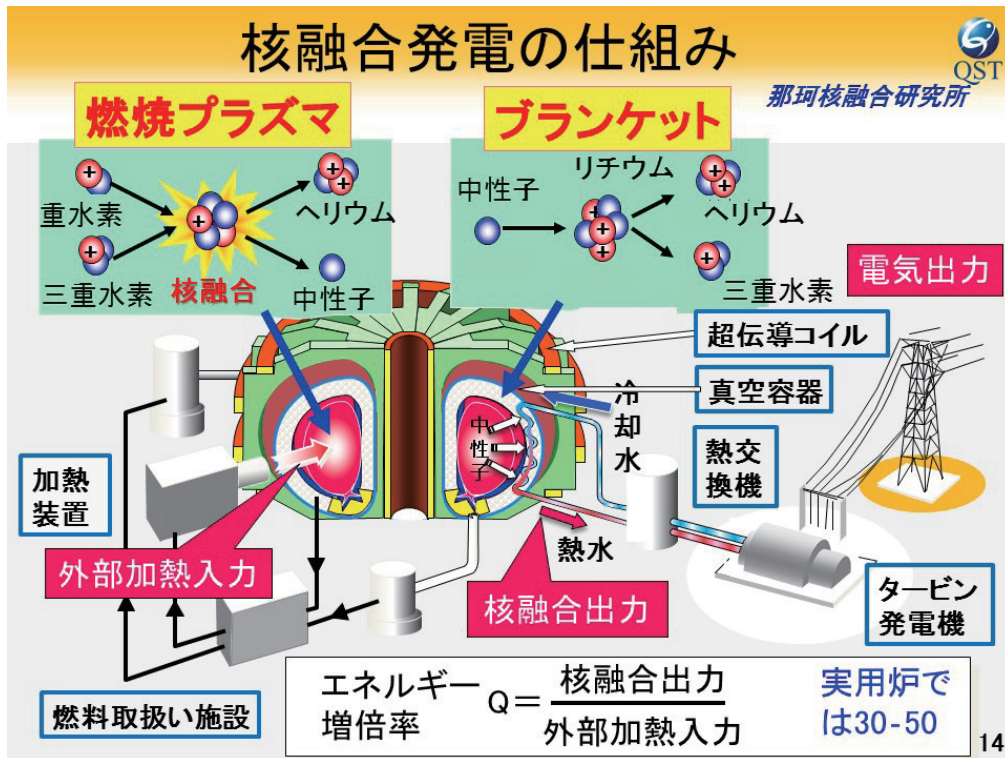 核融合発電の仕組み
QST
那珂核融合研究所
燃焼プラズマ
ブランケット
重水素
三重水素
核融合
ヘリウム
中性子
中性子
リチウム
ヘリウム
三重水素
電気出力
超伝導コイル
真空容器
冷却水
中性子
熱交
換機
加熱
装置
外部加熱入力
熱水
核融合出力
タービン
発電機
燃料取扱い施設
エネルギー
増倍率
Q=
核融合出力
外部加熱入力
実用炉で
は30-50
14